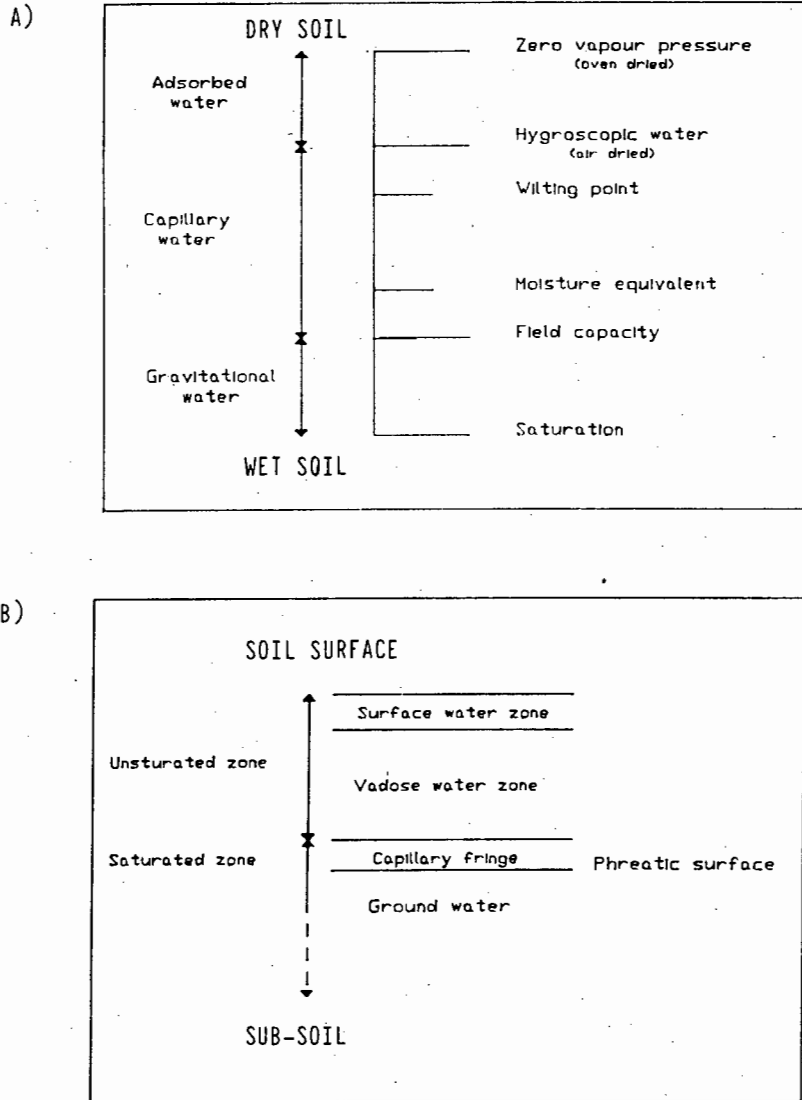 A)
DRY SOIL
Zero vapour pressure
(oven dried)
Adsorbed
water
Hygroscopic water
(air dried)
Wilting point
Capillary
water
Moisture equivalent
Field capacity
Gravitational
water
Saturation
WET SOIL
B)
SOIL SURFACE
Surface water zone
Unsturated zone
Vadose water zone
Saturated zone
Capillary fringe
Phreatic surface
Ground water
SUB-SOIL